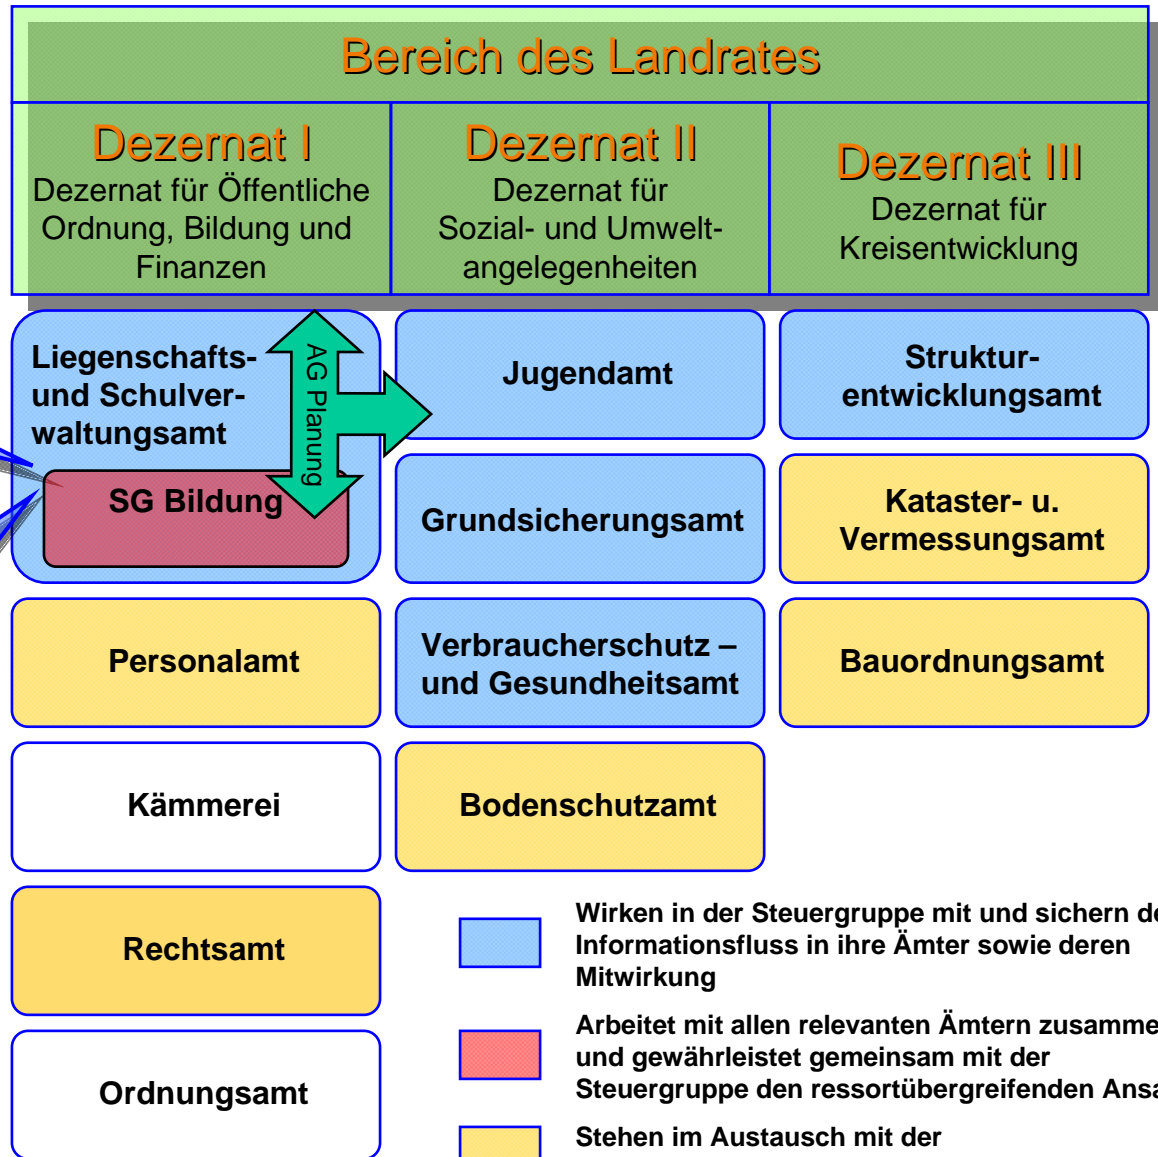 Bereich des Landrates
Dezernat I
Dezernat für Öffentliche
Ordnung, Bildung und
Finanzen
Dezernat II
Dezernat für
Sozial- und Umwelt-
angelegenheiten
Dezernat III
Dezernat für
Kreisentwicklung
Liegenschafts-
und Schulver-
waltungsamt
AG Planung
SG Bildung
Personalamt
Kämmerei
Rechtsamt
Ordnungsamt
Jugendamt
Grundsicherungsamt
Verbraucherschutz –
und Gesundheitsamt
Bodenschutzamt
Struktur-
entwicklungsamt
Kataster- u.
Vermessungsamt
Bauordnungsamt
Wirken in der Steuergruppe mit und sichern
Informationsfluss in ihre Ämter sowie deren
Mitwirkung
Arbeitet mit allen relevanten Ämtern
und gewährleistet gemeinsam mit der
Steuergruppe den ressortübergreifenden
Stehen im Austausch mit der